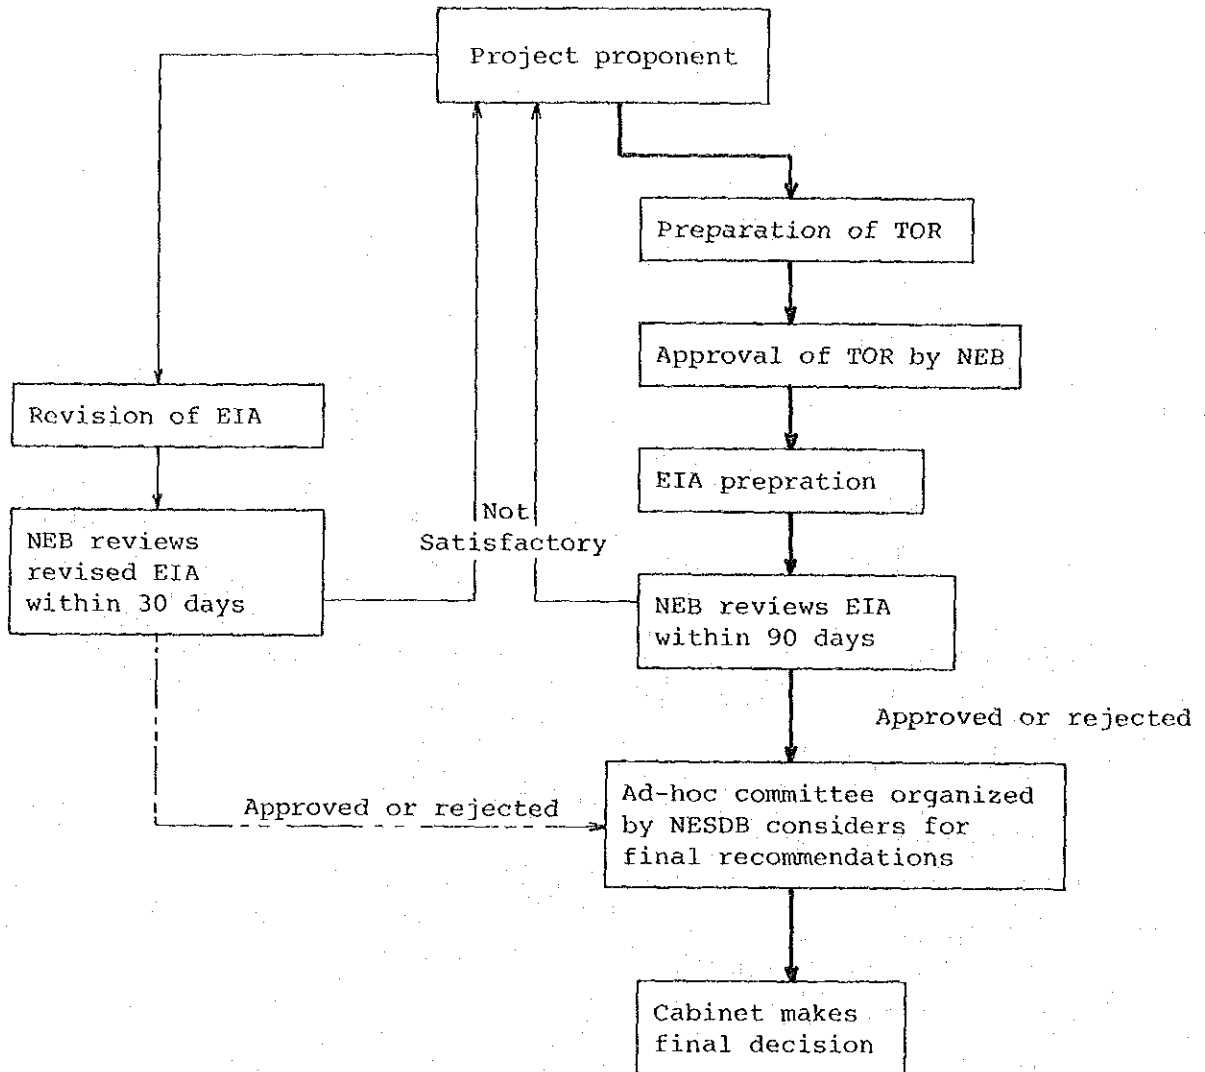 Project proponent
Preparation of TOR
Approval of TOR by NEB
Revision of EIA
EIA prepration
NEB reviews
revised EIA
within 30 days
Not
Satisfactory
NEB reviews EIA
within 90 days
Approved or rejected
Approved or rejected
Ad-hoc committee organized
by NESDB considers for
final recommendations
Cabinet makes
final decision